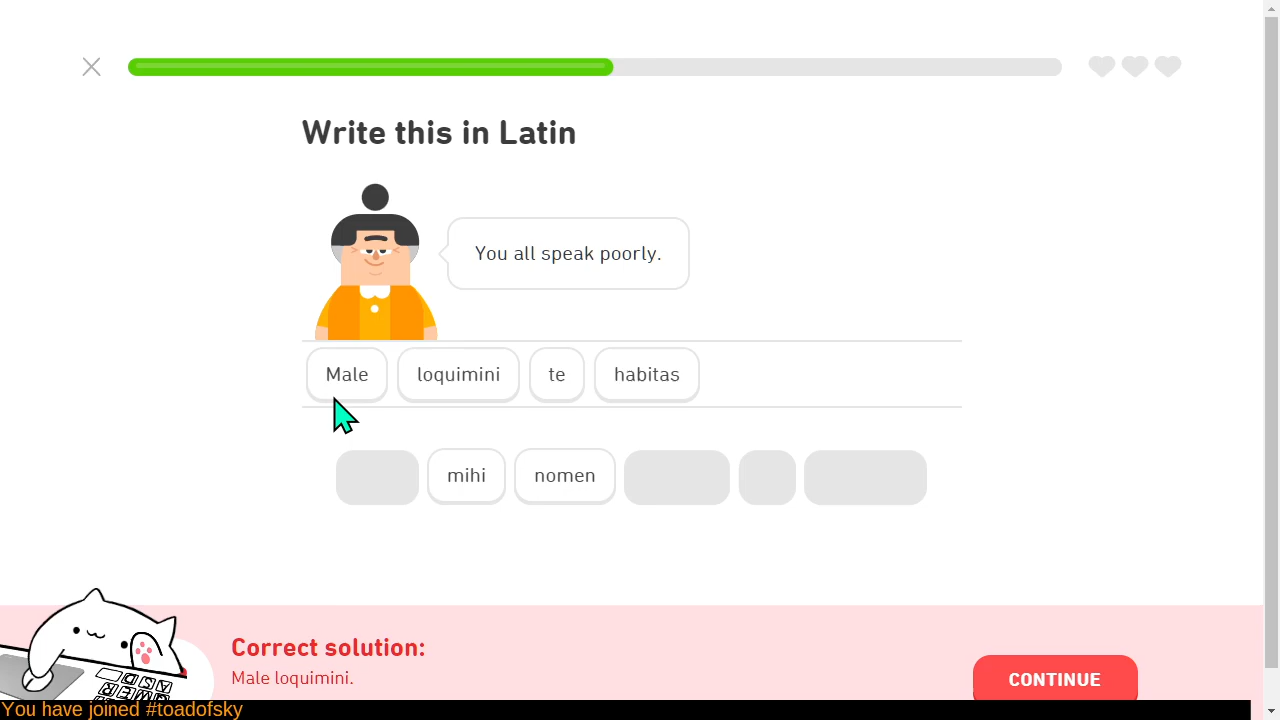 Write this in Latin
You all speak poorly.
Male loquimini te habitas
mihi nomen
Correct solution:
Male loquimini.
CONTINUE
You have joined #toadofsky